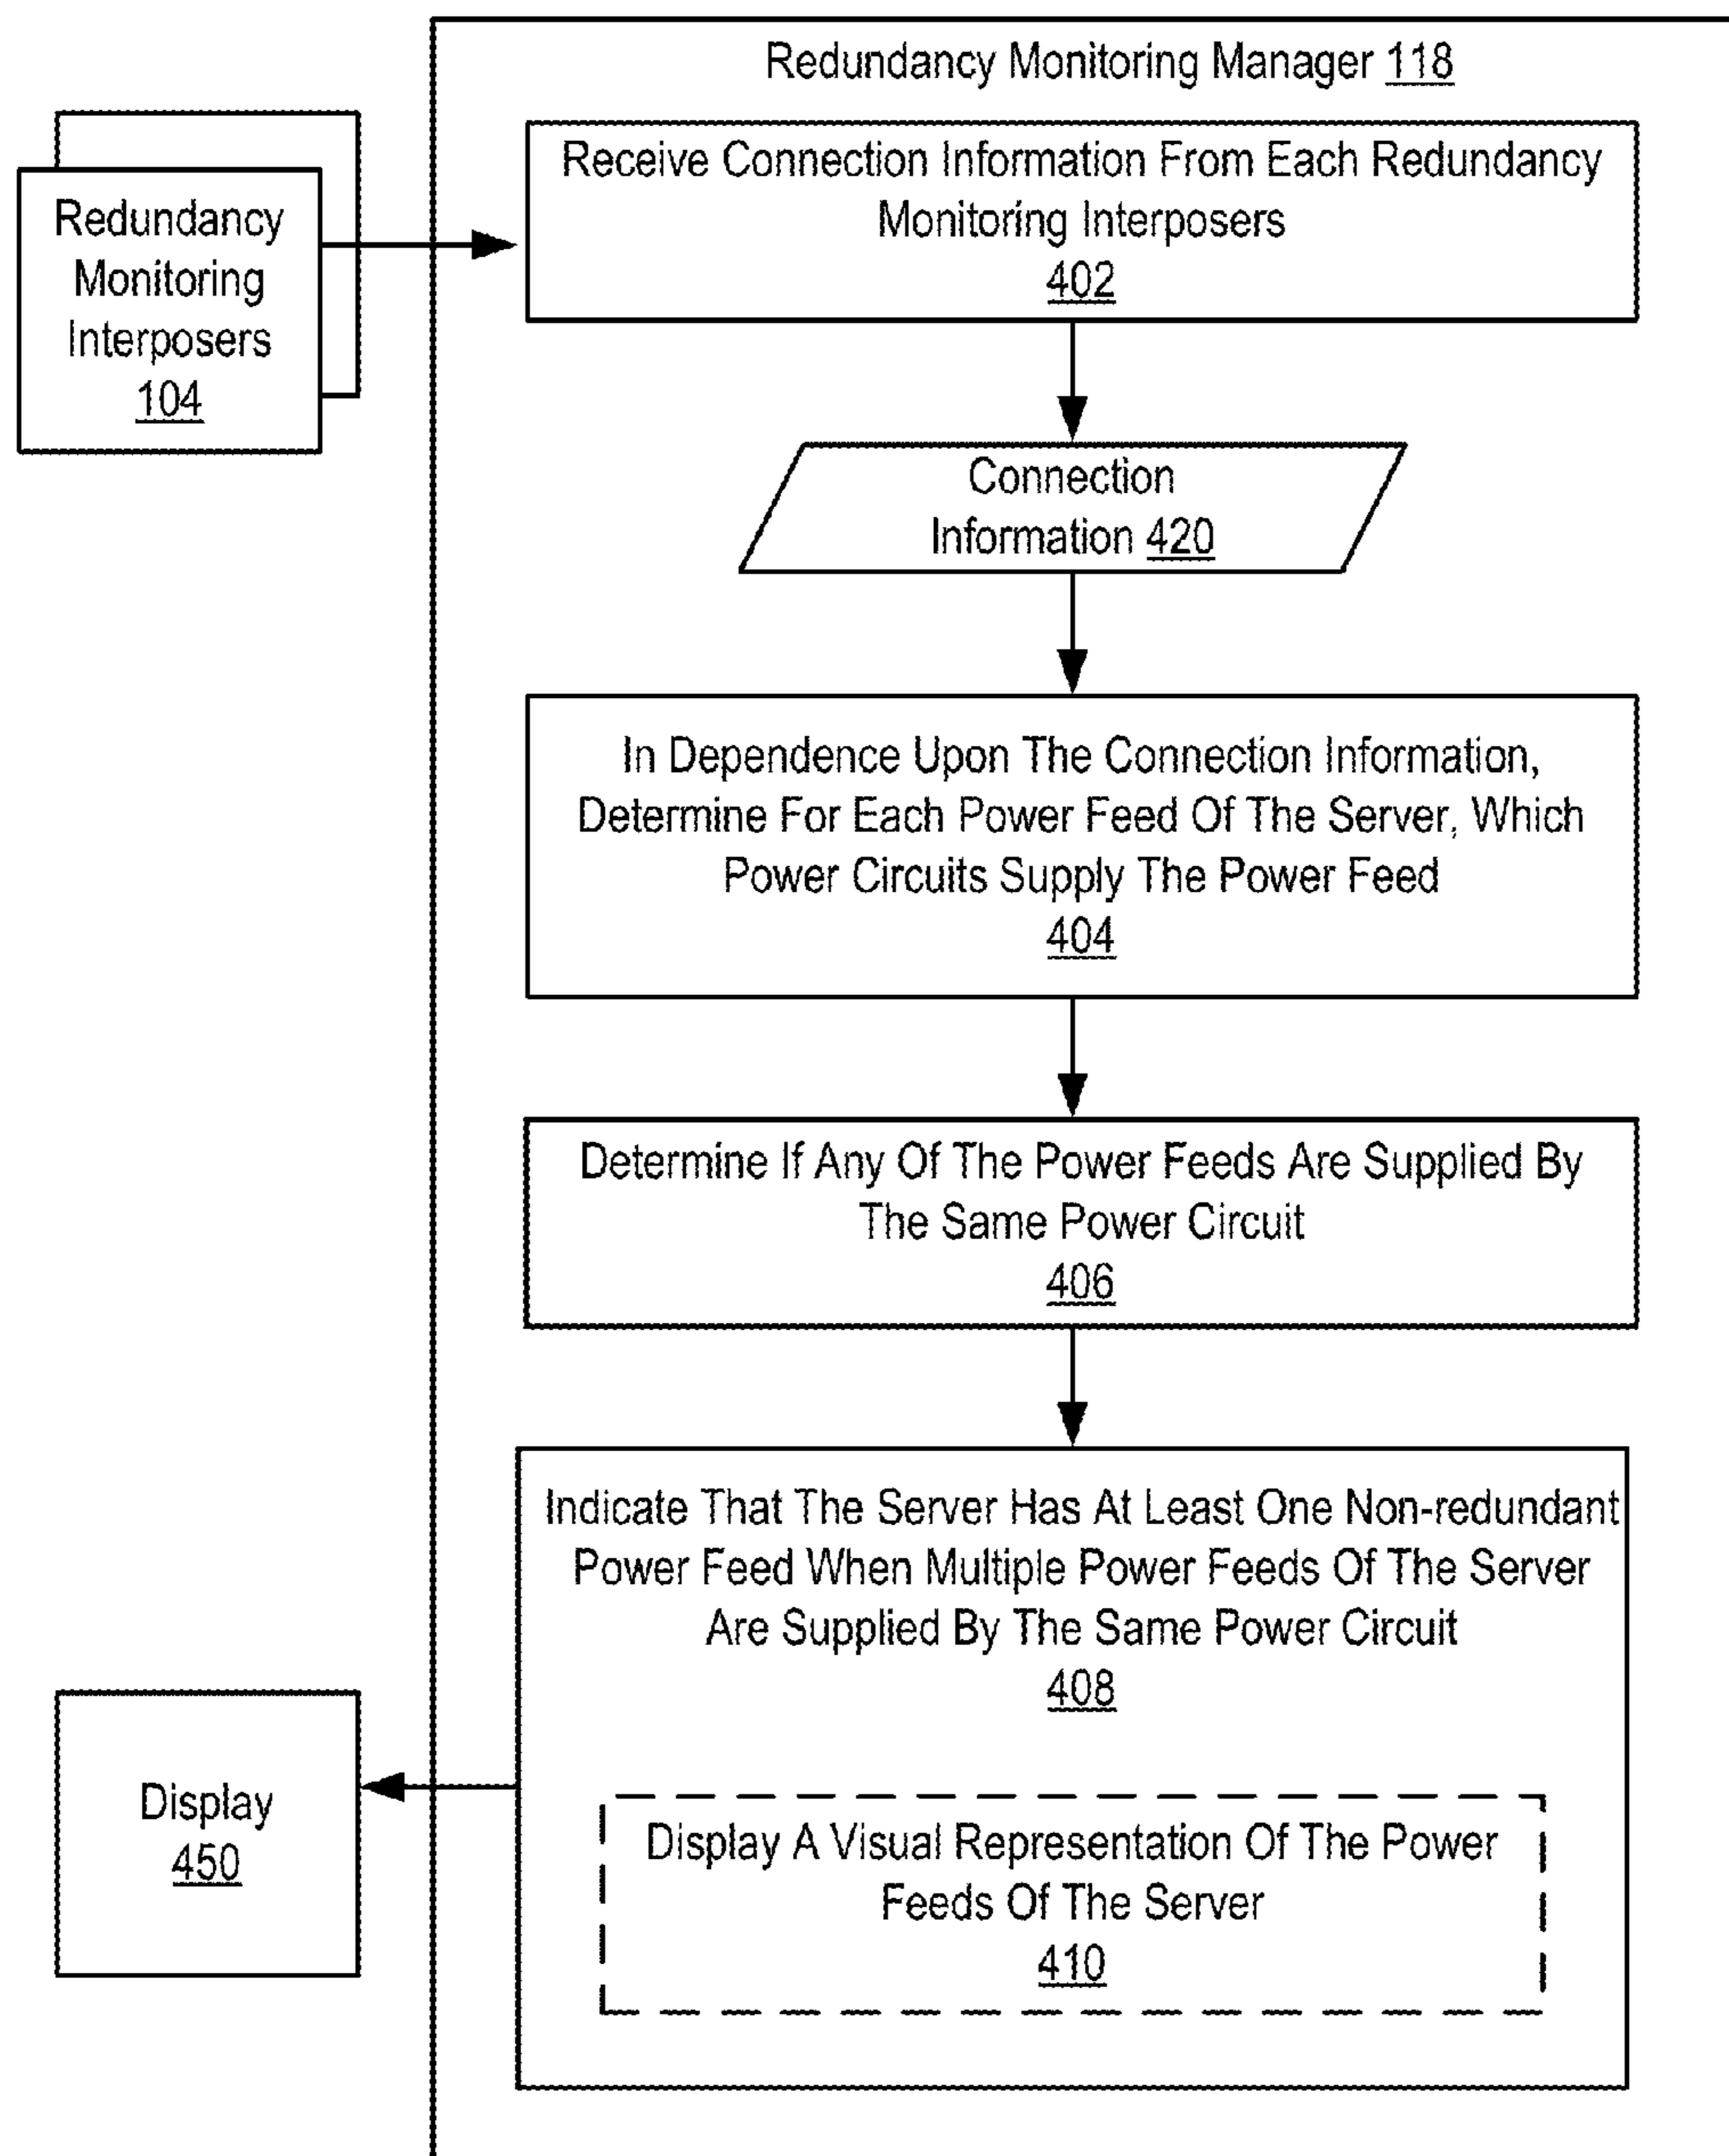 Redundancy Monitoring Manager 118
Redundancy
Monitoring
Interposers
104
Receive Connection Information From Each Redundancy
Monitoring Interposers
402
Connection
Information 420
In Dependence Upon The Connection Information,
Determine For Each Power Feed Of The Server, Which
Power Circuits Supply The Power Feed
404
Determine If Any Of The Power Feeds Are Supplied By
The Same Power Circuit
406
Indicate That The Server Has At Least One Non-redundant
Power Feed When Multiple Power Feeds Of The Server
Are Supplied By The Same Power Circuit
408
Display
450
Display A Visual Representation Of The Power
Feeds Of The Server
410